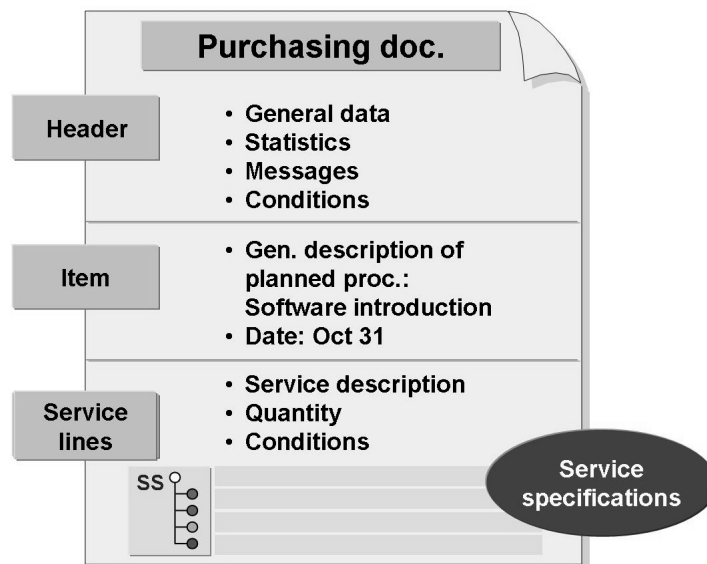 Purchasing doc.
Header
• General data
• Statistics
• Messages
• Conditions
Item
• Gen. description of
planned proc.:
Software introduction
• Date: Oct 31
Service
lines
• Service description
• Quantity
• Conditions
SS
Service
specifications